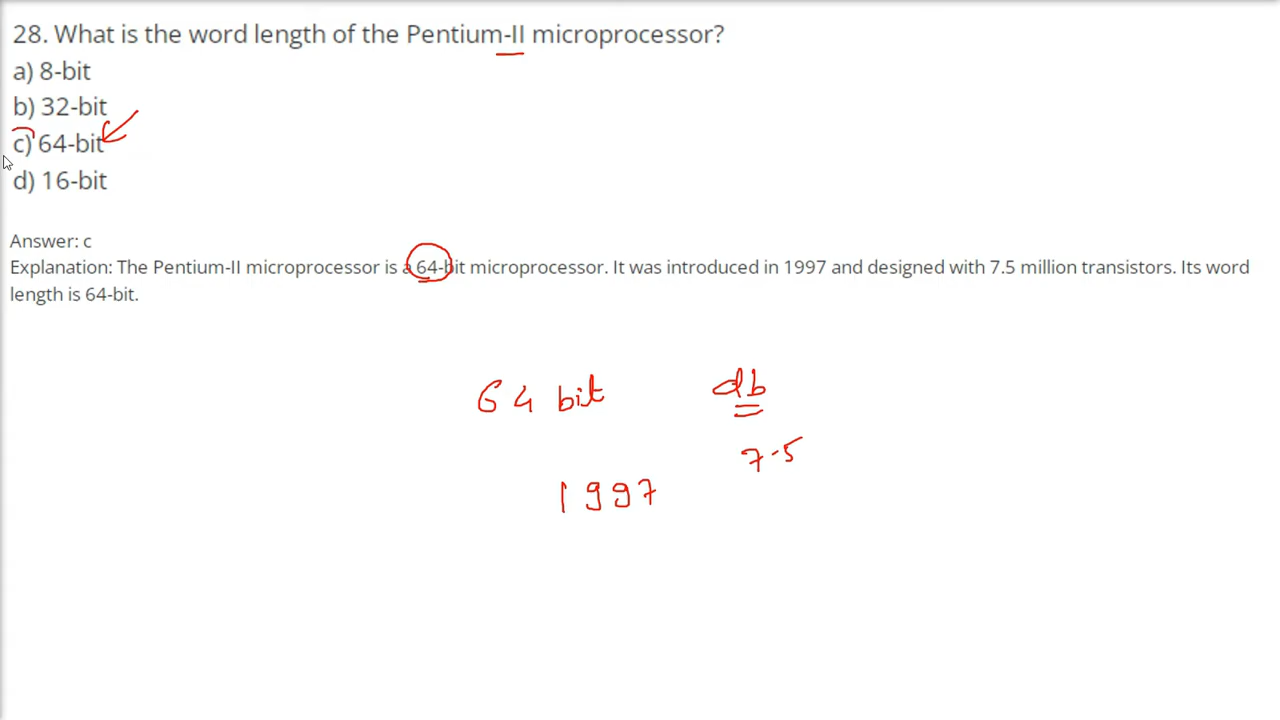 28. What is the word length of the Pentium-II microprocessor?
a) 8-bit
b) 32-bit
c) 64-bit
d) 16-bit
Answer: c
Explanation: The Pentium-II microprocessor is a 64-bit microprocessor. It was introduced in 1997 and designed with 7.5 million transistors. Its word
length is 64-bit.
64 bit db
7.5
1997